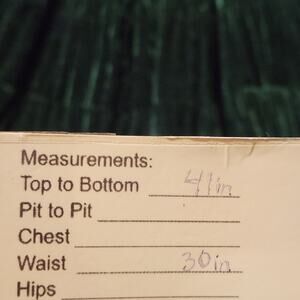 Measurements:
Top to Bottom 41in
Pit to Pit
Chest
Waist 30in
Hips